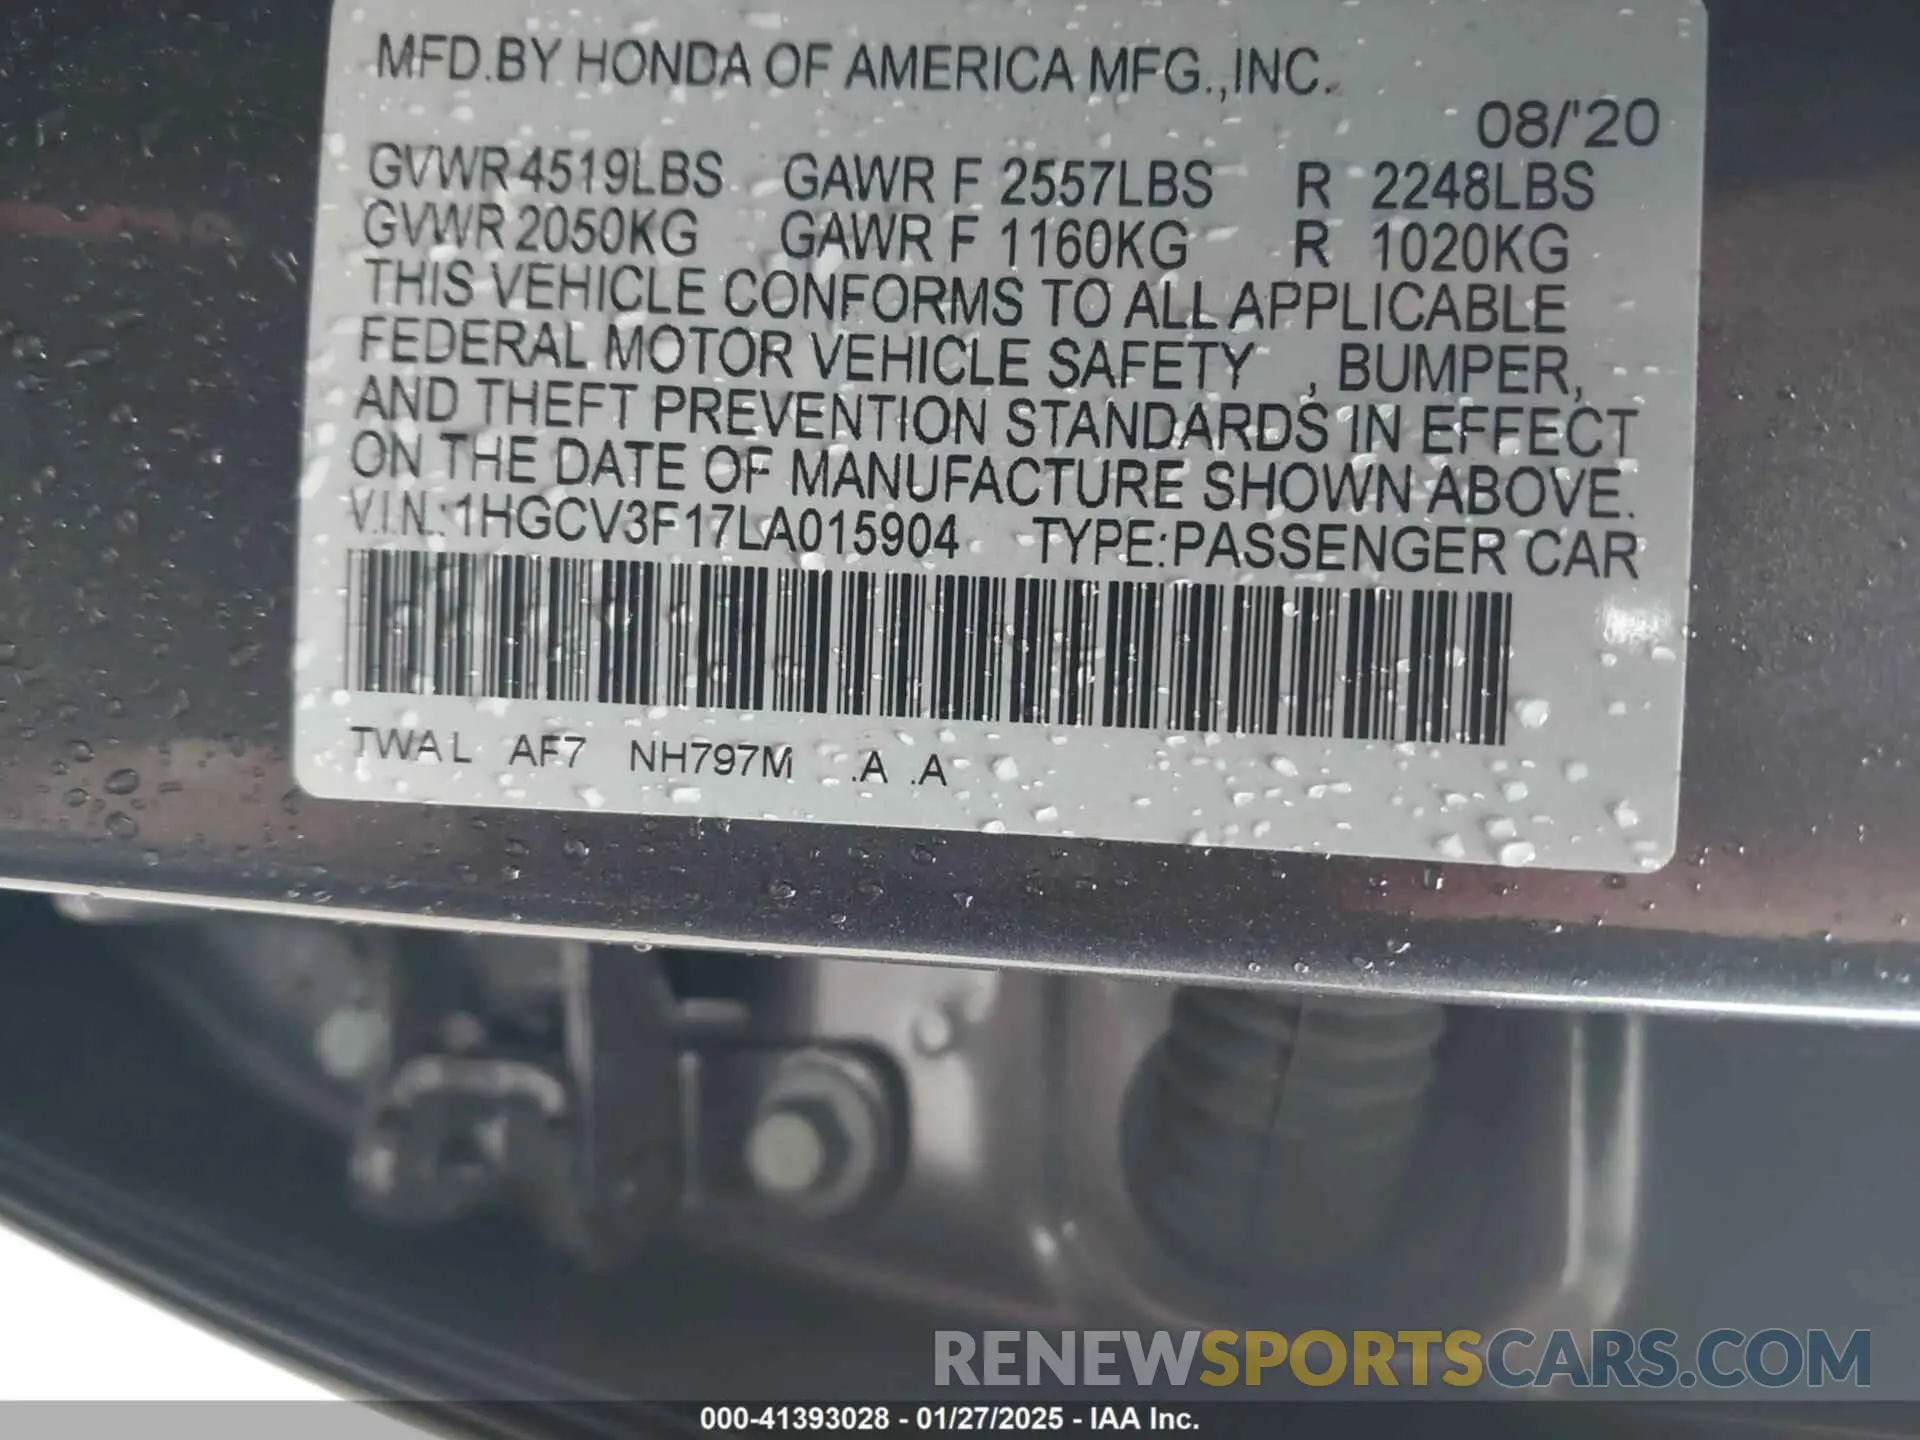 MFD.BY HONDA OF AMERICA MFG.,INC.
08/'20
GVWR 4519LBS GAWR F 2557LBS R 2248LBS
GVWR 2050KG GAWR F 1160KG R 1020KG
THIS VEHICLE CONFORMS TO ALL APPLICABLE
FEDERAL MOTOR VEHICLE SAFETY , BUMPER,
AND THEFT PREVENTION STANDARDS IN EFFECT
ON THE DATE OF MANUFACTURE SHOWN ABOVE.
V.I.N.:1HGCV3F17LA015904 TYPE:PASSENGER CAR
TWAL AF7 NH797M .A .A
RENEWSPORTSCARS.COM
000-41393028 - 01/27/2025 - IAA Inc.